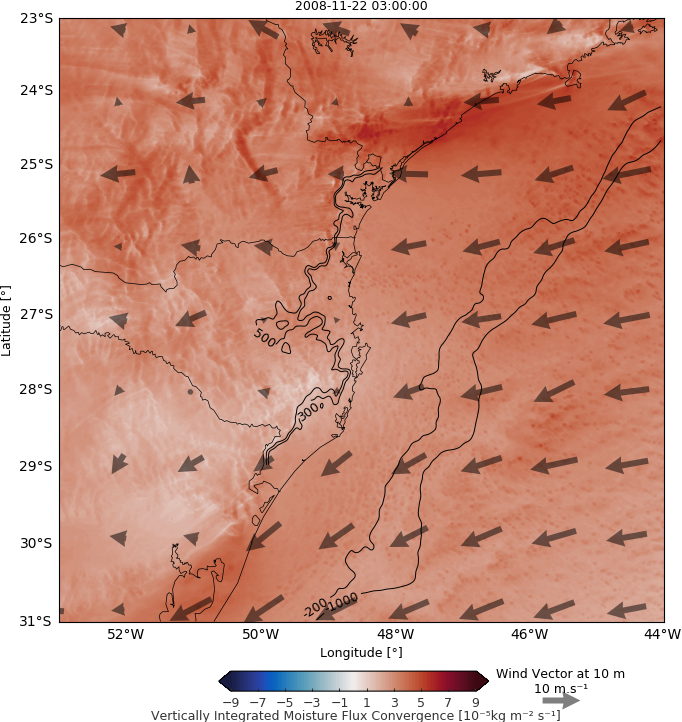 2008-11-22 03:00:00
23°S
24°S
25°S
26°S
27°S
28°S
29°S
30°S
31°S
Latitude [°]
500
300
-200
-1000
52°W 50°W 48°W 46°W 44°W
Longitude [°]
−9 −7 −5 −3 −1 1 3 5 7 9
Wind Vector at 10 m
10 m.s⁻¹
Vertically Integrated Moisture Flux Convergence [10⁻⁵kg m⁻² s⁻¹]